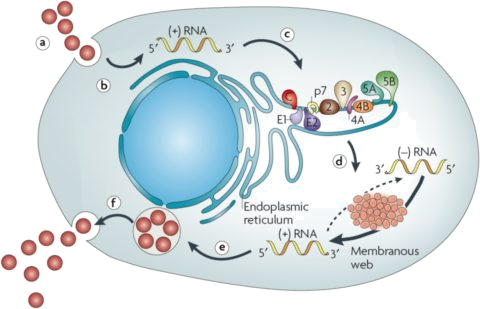 a
(+) RNA
5′ 3′
b
c
p7
3
5A
5B
E1
E2
2
4A
4B
d
(−) RNA
3′ 5′
Endoplasmic
reticulum
f
(+) RNA
5′ 3′
e
Membranous
web